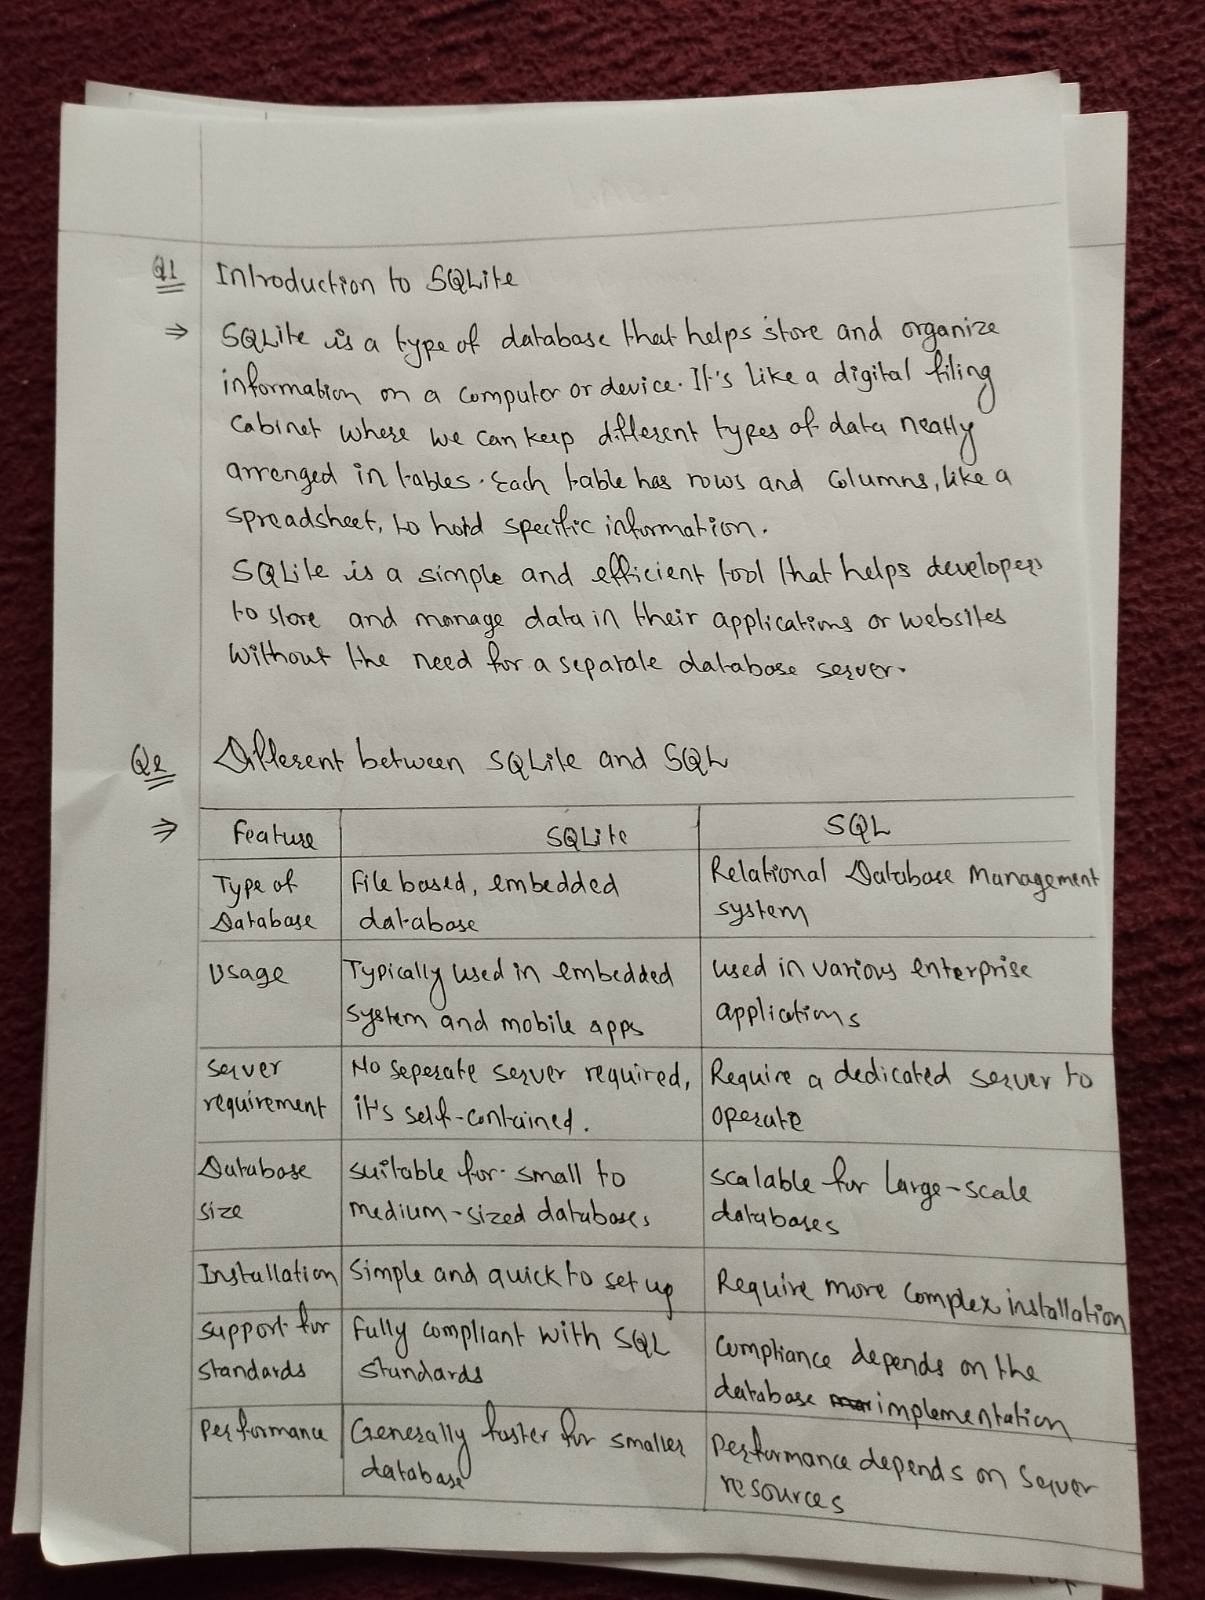 Q1 Introduction to SQLite
⇒ SQLite is a type of database that helps store and organize
information on a computer or device. It's like a digital filing
cabinet where we can keep different types of data neatly
arranged in tables. Each table has rows and columns, like a
spreadsheet, to hold specific information.
SQLite is a simple and efficient tool that helps developers
to store and manage data in their applications or websites
without the need for a separate database server.
Q2 Different between SQLite and SQL
⇒ Feature SQLite SQL
Type of File based, embedded Relational Database Management
Database database system
Usage Typically used in embedded used in various enterprise
system and mobile apps applications
Server No seperate server required, Require a dedicated server to
requirement it's self-contained. operate
Database suitable for small to scalable for large-scale
size medium-sized databases databases
Installation Simple and quick to set up Require more complex installation
support for fully compliant with SQL compliance depends on the
standards standards database implementation
Performance Generally faster for smaller performance depends on server
database resources